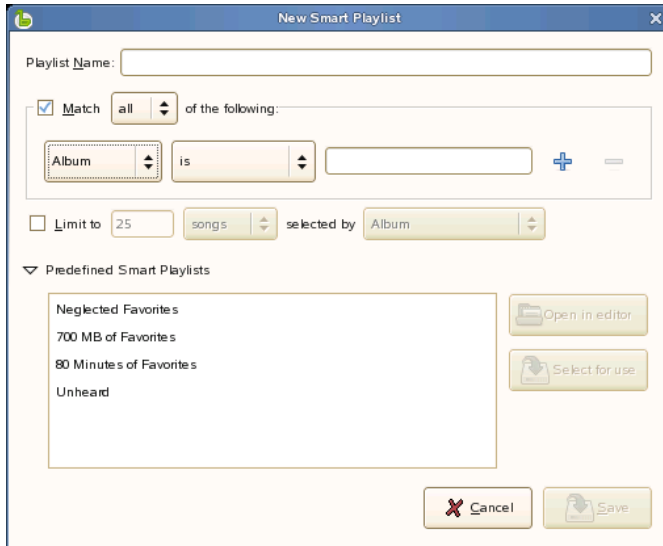 New Smart Playlist
Playlist Name:
Match all of the following:
Album is
Limit to 25 songs selected by Album
Predefined Smart Playlists
Neglected Favorites
700 MB of Favorites
80 Minutes of Favorites
Unheard
Open in editor
Select for use
Cancel Save